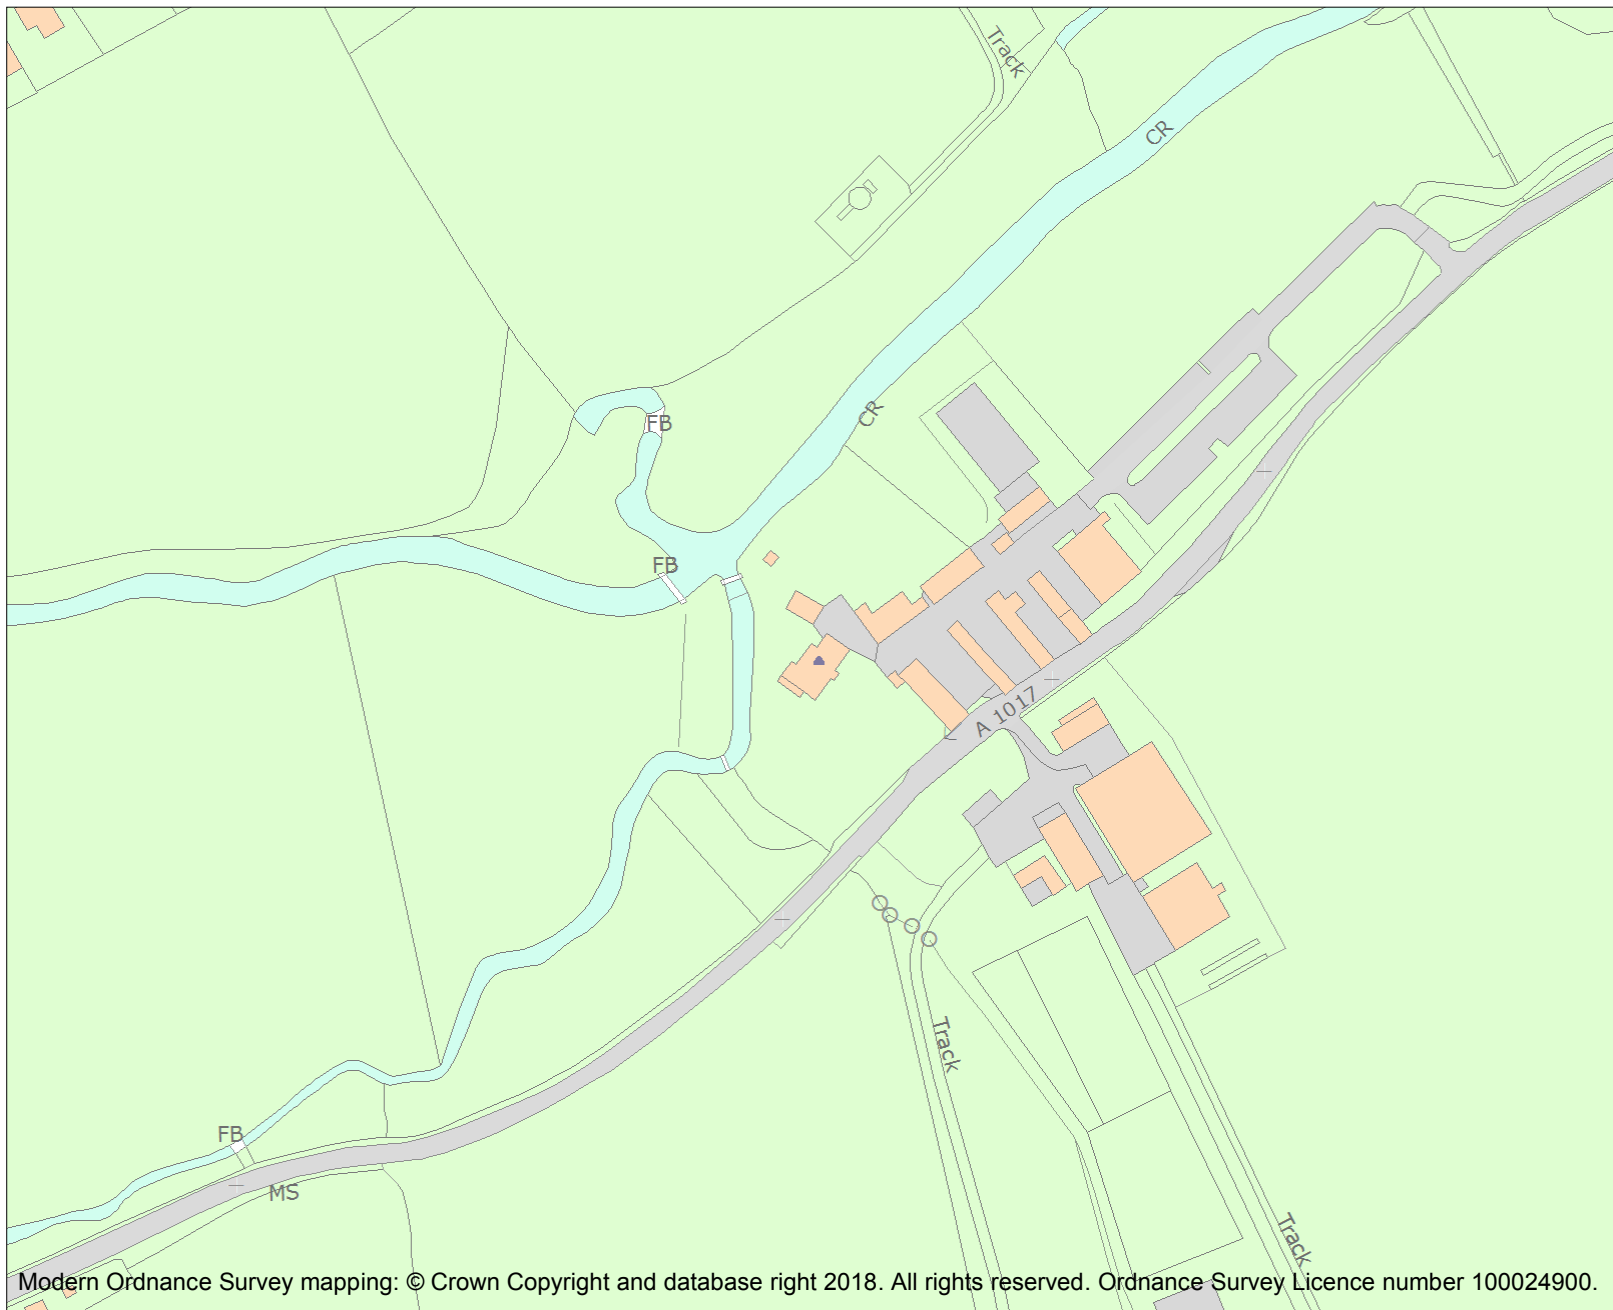 Track
CR
CR
FB
FB
A 1017
Track
FB
MS
Track
Modern Ordnance Survey mapping: © Crown Copyright and database right 2018. All rights reserved. Ordnance Survey Licence number 100024900.